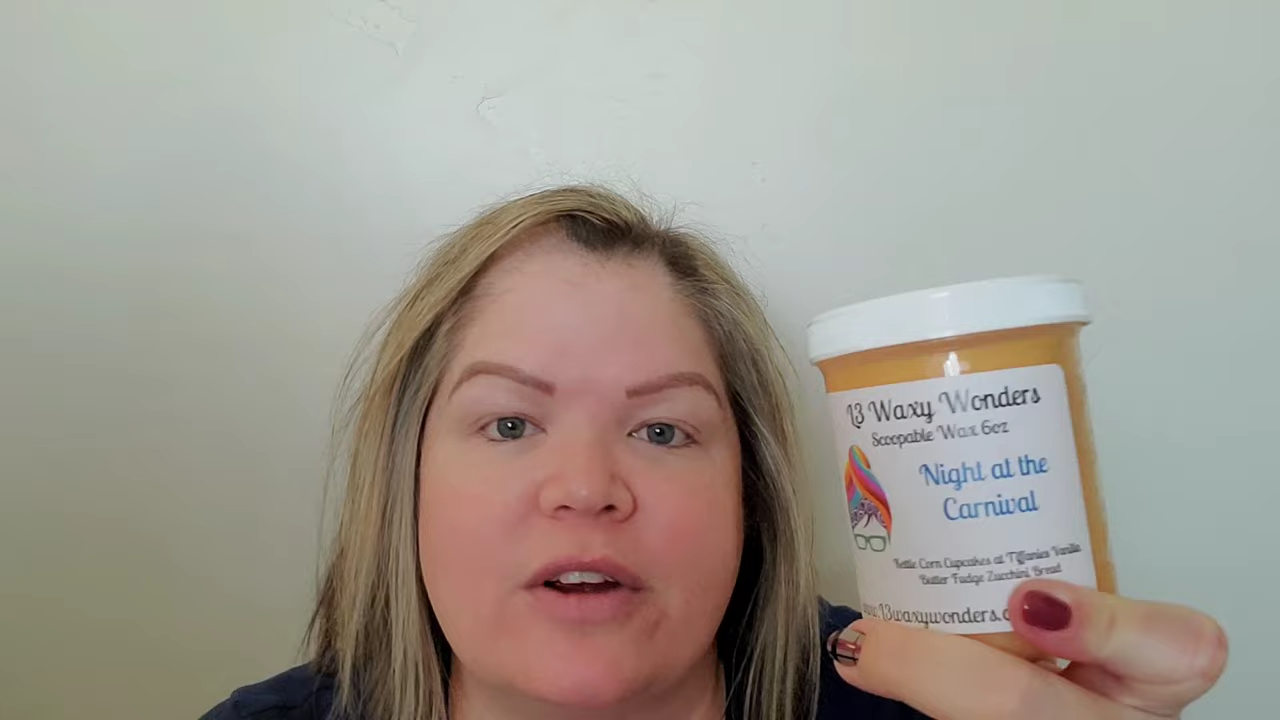 13 Waxy Wonders
Scoopable Wax 6oz
Night at the
Carnival
Kettle Corn Cupcakes at Tiffanies Vanilla
Butter Fudge Zucchini Bread
13waxywonders